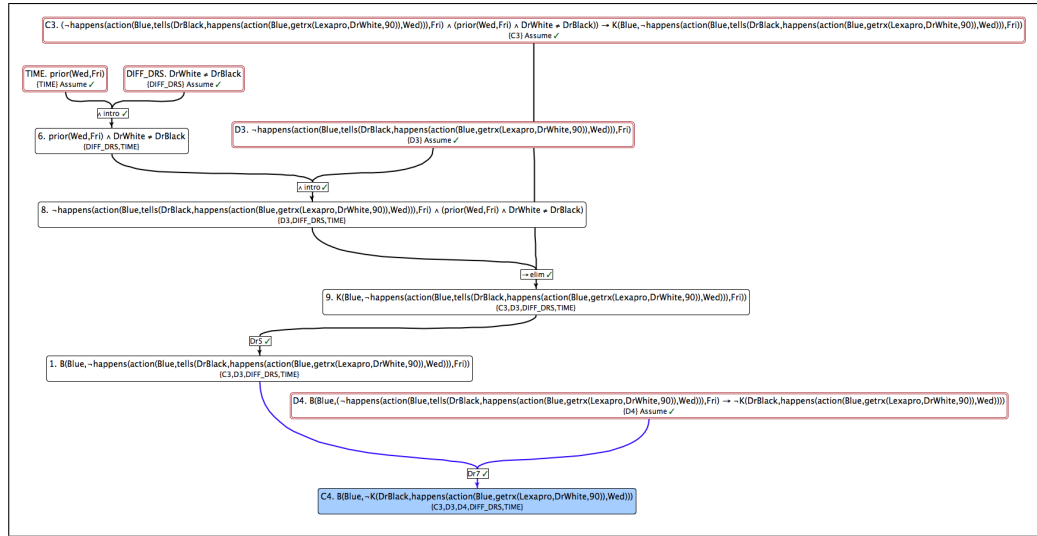 C3. (¬happens(action(Blue,tells(DrBlack,happens(action(Blue,getrx(Lexapro,DrWhite,90)),Wed))),Fri) ∧ (prior(Wed,Fri) ∧ DrWhite ≠ DrBlack)) → K(Blue,¬happens(action(Blue,tells(DrBlack,happens(action(Blue,getrx(Lexapro,DrWhite,90)),Wed))),Fri))
{C3} Assume ✓
TIME. prior(Wed,Fri)
{TIME} Assume ✓
DIFF_DRS. DrWhite ≠ DrBlack
{DIFF_DRS} Assume ✓
∧ intro ✓
6. prior(Wed,Fri) ∧ DrWhite ≠ DrBlack
{DIFF_DRS,TIME}
D3. ¬happens(action(Blue,tells(DrBlack,happens(action(Blue,getrx(Lexapro,DrWhite,90)),Wed))),Fri)
{D3} Assume ✓
∧ intro ✓
8. ¬happens(action(Blue,tells(DrBlack,happens(action(Blue,getrx(Lexapro,DrWhite,90)),Wed))),Fri) ∧ (prior(Wed,Fri) ∧ DrWhite ≠ DrBlack)
{D3,DIFF_DRS,TIME}
→ elim ✓
9. K(Blue,¬happens(action(Blue,tells(DrBlack,happens(action(Blue,getrx(Lexapro,DrWhite,90)),Wed))),Fri))
{C3,D3,DIFF_DRS,TIME}
Dr5 ✓
1. B(Blue,¬happens(action(Blue,tells(DrBlack,happens(action(Blue,getrx(Lexapro,DrWhite,90)),Wed))),Fri))
{C3,D3,DIFF_DRS,TIME}
D4. B(Blue,(¬happens(action(Blue,tells(DrBlack,happens(action(Blue,getrx(Lexapro,DrWhite,90)),Wed))),Fri) → ¬K(DrBlack,happens(action(Blue,getrx(Lexapro,DrWhite,90)),Wed))))
{D4} Assume ✓
Dr7 ✓
C4. B(Blue,¬K(DrBlack,happens(action(Blue,getrx(Lexapro,DrWhite,90)),Wed)))
{C3,D3,D4,DIFF_DRS,TIME}